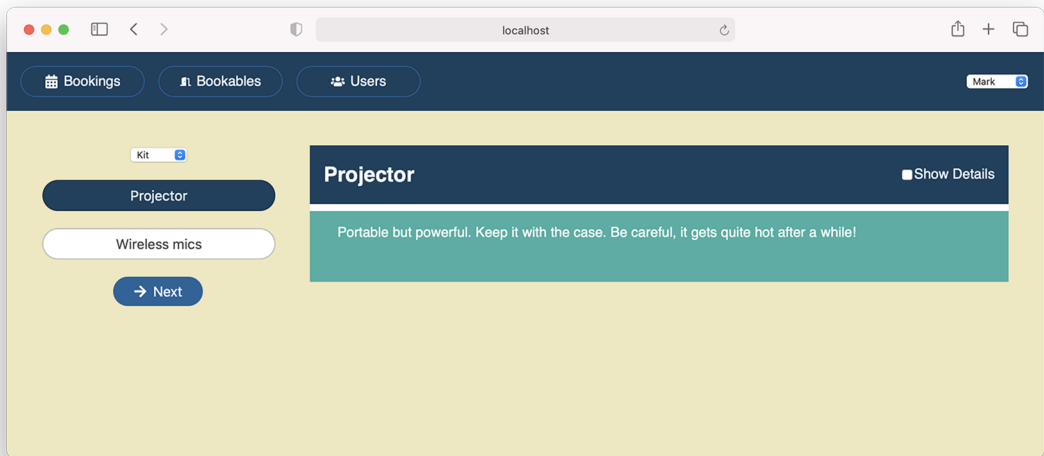 localhost
Bookings Bookables Users Mark
Kit
Projector
Wireless mics
Next
Projector Show Details
Portable but powerful. Keep it with the case. Be careful, it gets quite hot after a while!